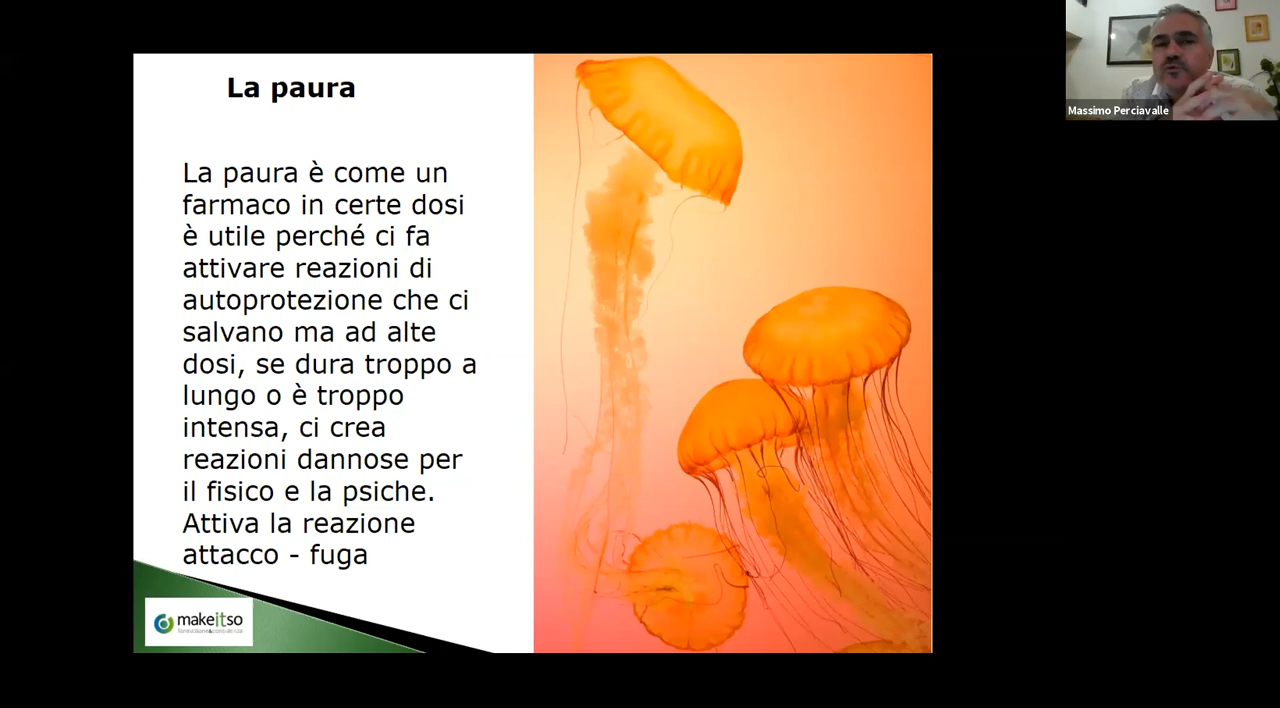 La paura
La paura è come un
farmaco in certe dosi
è utile perché ci fa
attivare reazioni di
autoprotezione che ci
salvano ma ad alte
dosi, se dura troppo a
lungo o è troppo
intensa, ci crea
reazioni dannose per
il fisico e la psiche.
Attiva la reazione
attacco - fuga
makeitso
formazione&consulenza
Massimo Perciavalle